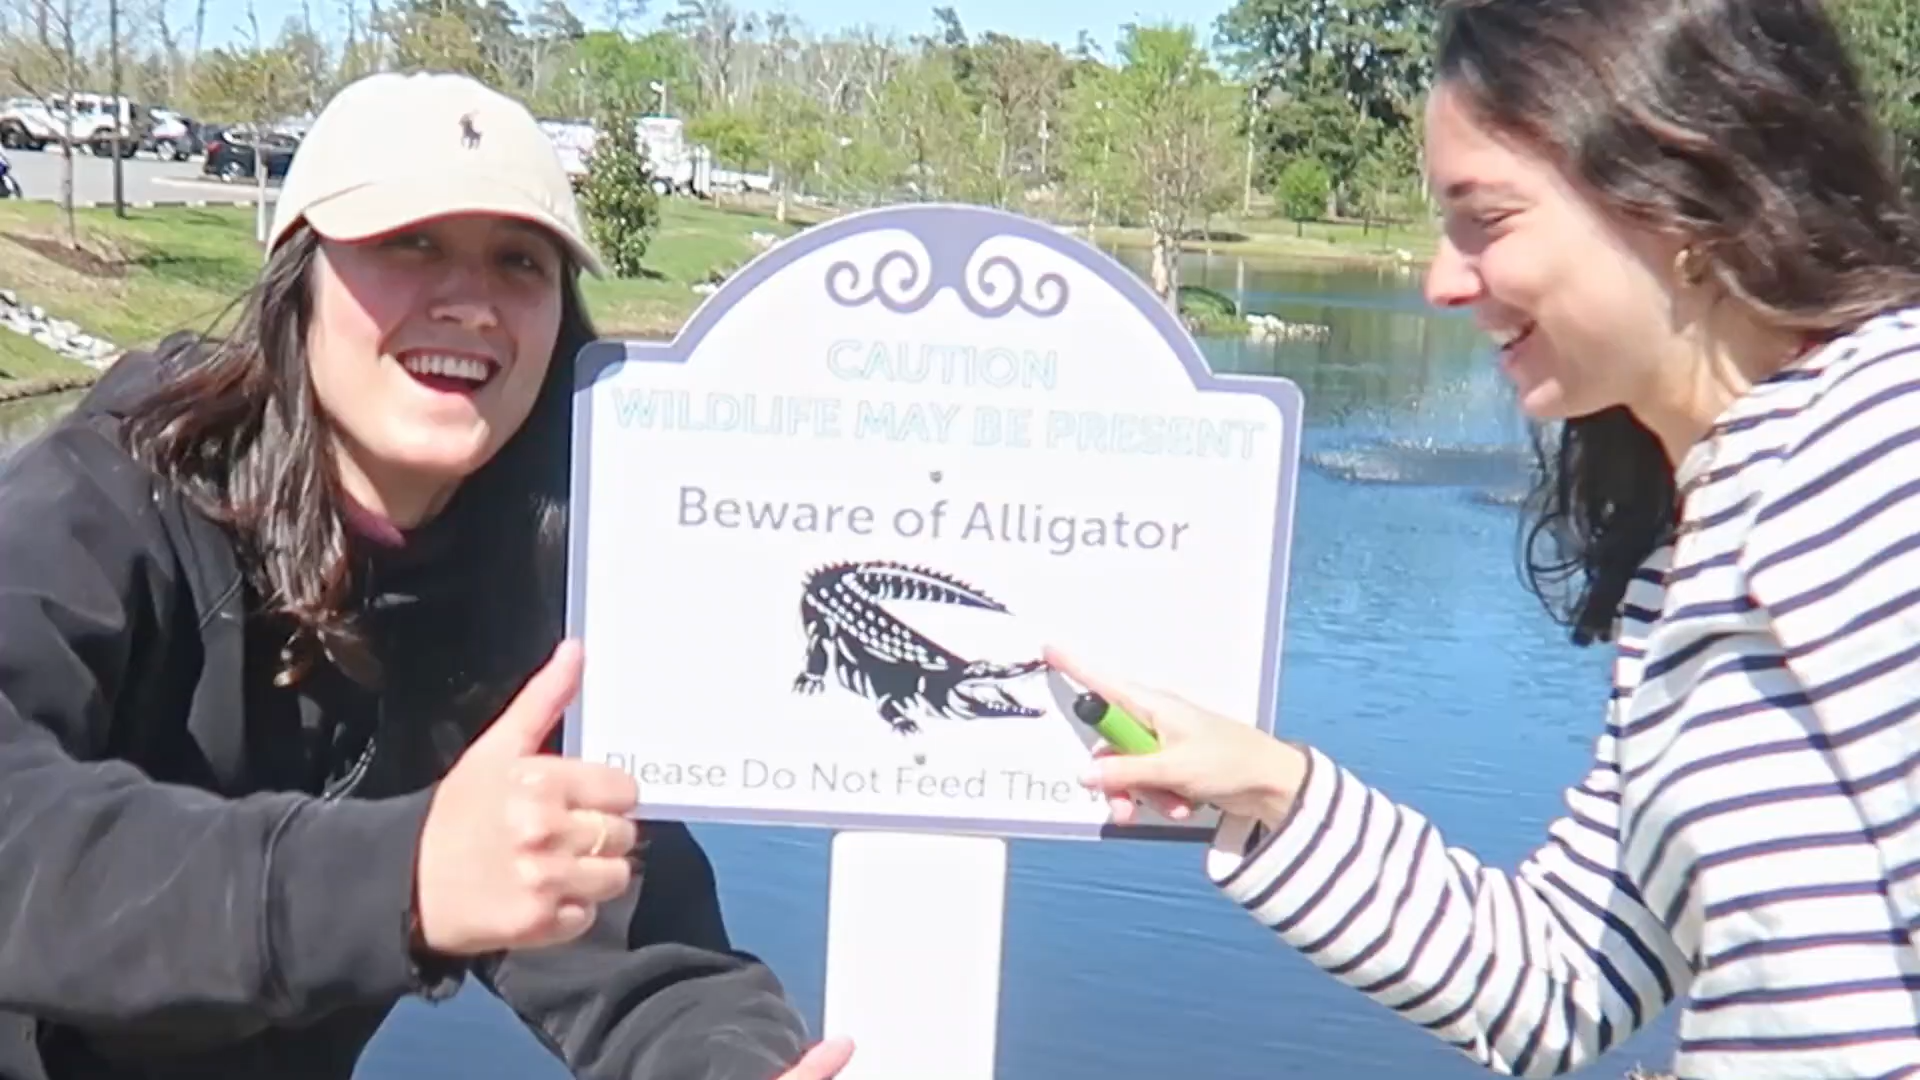 CAUTION
WILDLIFE MAY BE PRESENT
Beware of Alligator
Please Do Not Feed The